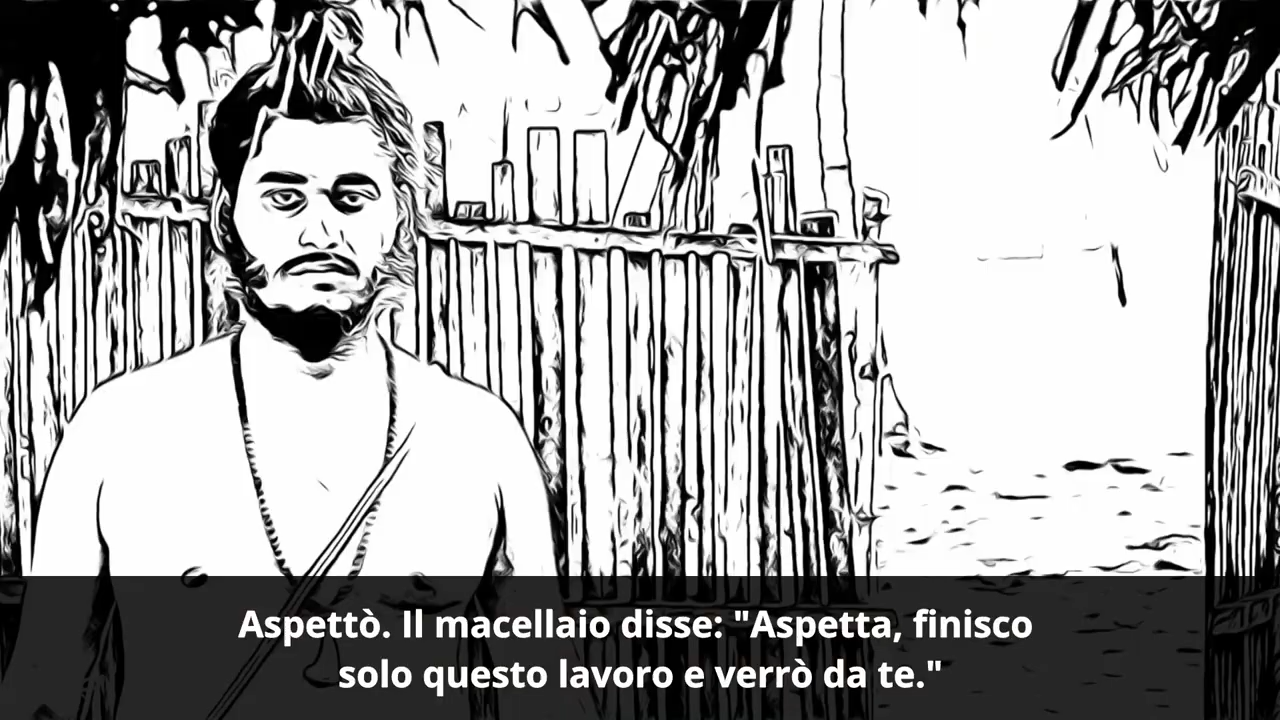 Aspettò. Il macellaio disse: "Aspetta, finisco
solo questo lavoro e verrò da te."